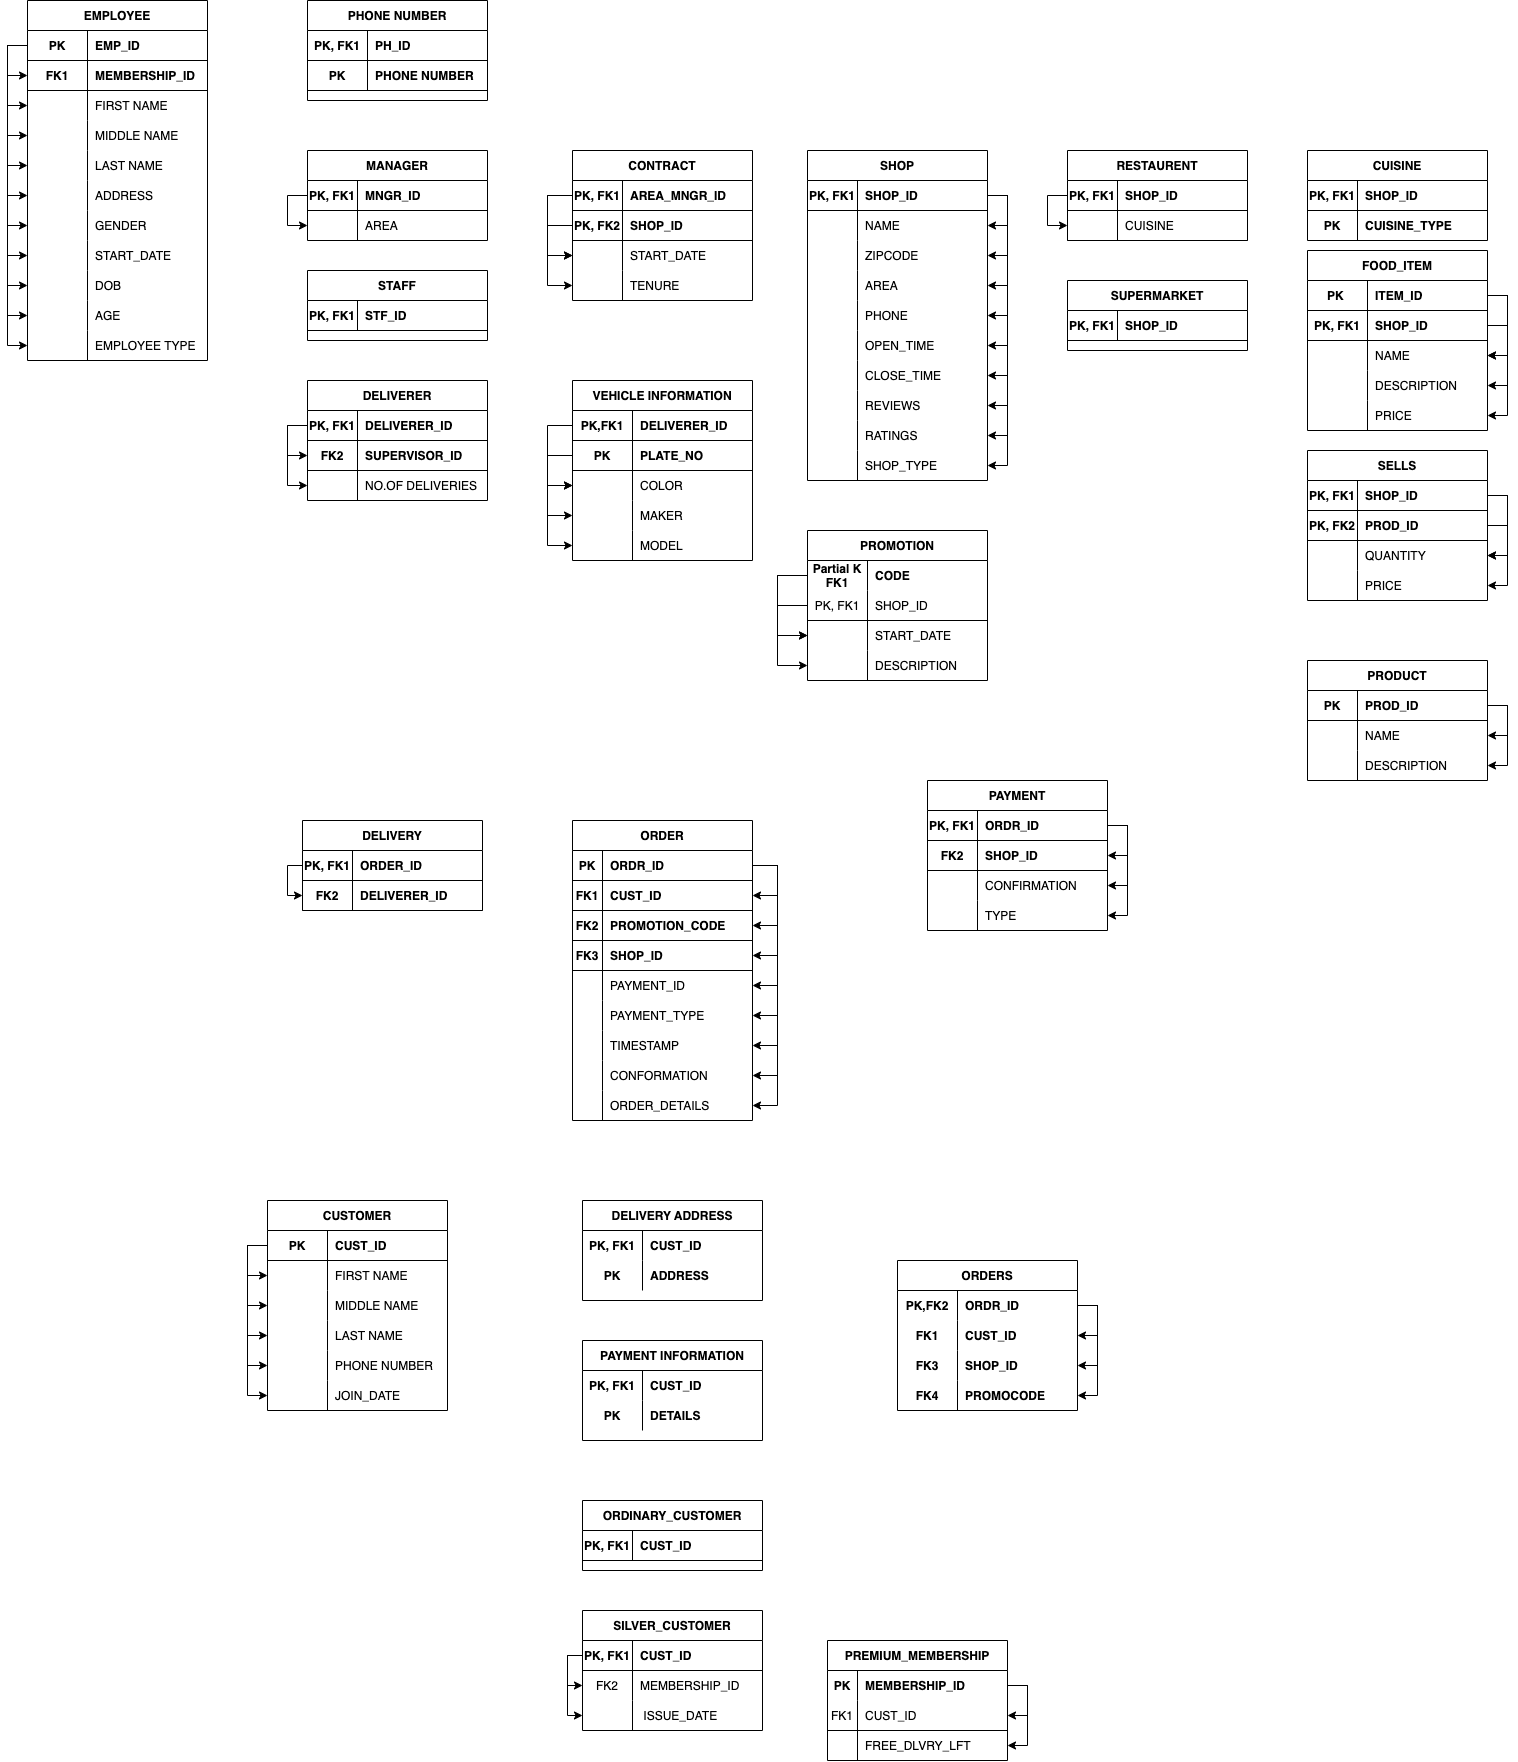 EMPLOYEE
PK EMP_ID
FK1 MEMBERSHIP_ID
FIRST NAME
MIDDLE NAME
LAST NAME
ADDRESS
GENDER
START_DATE
DOB
AGE
EMPLOYEE TYPE
PHONE NUMBER
PK, FK1 PH_ID
PK PHONE NUMBER
MANAGER
PK, FK1 MNGR_ID
AREA
STAFF
PK, FK1 STF_ID
DELIVERER
PK, FK1 DELIVERER_ID
FK2 SUPERVISOR_ID
NO.OF DELIVERIES
CONTRACT
PK, FK1 AREA_MNGR_ID
PK, FK2 SHOP_ID
START_DATE
TENURE
VEHICLE INFORMATION
PK,FK1 DELIVERER_ID
PK PLATE_NO
COLOR
MAKER
MODEL
SHOP
PK, FK1 SHOP_ID
NAME
ZIPCODE
AREA
PHONE
OPEN_TIME
CLOSE_TIME
REVIEWS
RATINGS
SHOP_TYPE
PROMOTION
Partial K
FK1 CODE
PK, FK1 SHOP_ID
START_DATE
DESCRIPTION
RESTAURENT
PK, FK1 SHOP_ID
CUISINE
SUPERMARKET
PK, FK1 SHOP_ID
CUISINE
PK, FK1 SHOP_ID
PK CUISINE_TYPE
FOOD_ITEM
PK ITEM_ID
PK, FK1 SHOP_ID
NAME
DESCRIPTION
PRICE
SELLS
PK, FK1 SHOP_ID
PK, FK2 PROD_ID
QUANTITY
PRICE
PRODUCT
PK PROD_ID
NAME
DESCRIPTION
DELIVERY
PK, FK1 ORDER_ID
FK2 DELIVERER_ID
ORDER
PK ORDR_ID
FK1 CUST_ID
FK2 PROMOTION_CODE
FK3 SHOP_ID
PAYMENT_ID
PAYMENT_TYPE
TIMESTAMP
CONFORMATION
ORDER_DETAILS
PAYMENT
PK, FK1 ORDR_ID
FK2 SHOP_ID
CONFIRMATION
TYPE
CUSTOMER
PK CUST_ID
FIRST NAME
MIDDLE NAME
LAST NAME
PHONE NUMBER
JOIN_DATE
DELIVERY ADDRESS
PK, FK1 CUST_ID
PK ADDRESS
PAYMENT INFORMATION
PK, FK1 CUST_ID
PK DETAILS
ORDERS
PK,FK2 ORDR_ID
FK1 CUST_ID
FK3 SHOP_ID
FK4 PROMOCODE
ORDINARY_CUSTOMER
PK, FK1 CUST_ID
SILVER_CUSTOMER
PK, FK1 CUST_ID
FK2 MEMBERSHIP_ID
ISSUE_DATE
PREMIUM_MEMBERSHIP
PK MEMBERSHIP_ID
FK1 CUST_ID
FREE_DLVRY_LFT